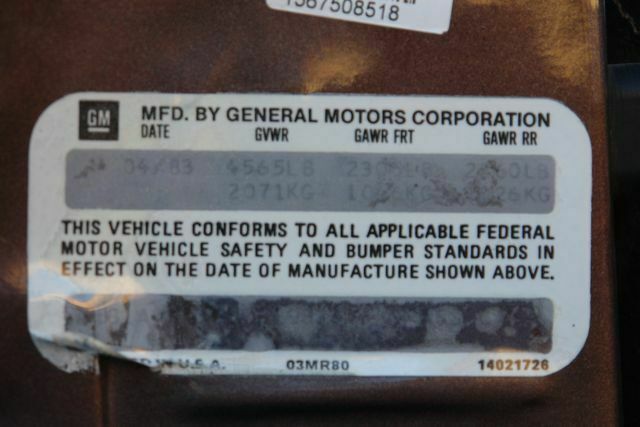 1587508518
GM
MFD. BY GENERAL MOTORS CORPORATION
DATE GVWR GAWR FRT GAWR RR
04/83 4565LB
2071KG
THIS VEHICLE CONFORMS TO ALL APPLICABLE FEDERAL
MOTOR VEHICLE SAFETY AND BUMPER STANDARDS IN
EFFECT ON THE DATE OF MANUFACTURE SHOWN ABOVE.
IN U.S.A. 03MR80 14021726